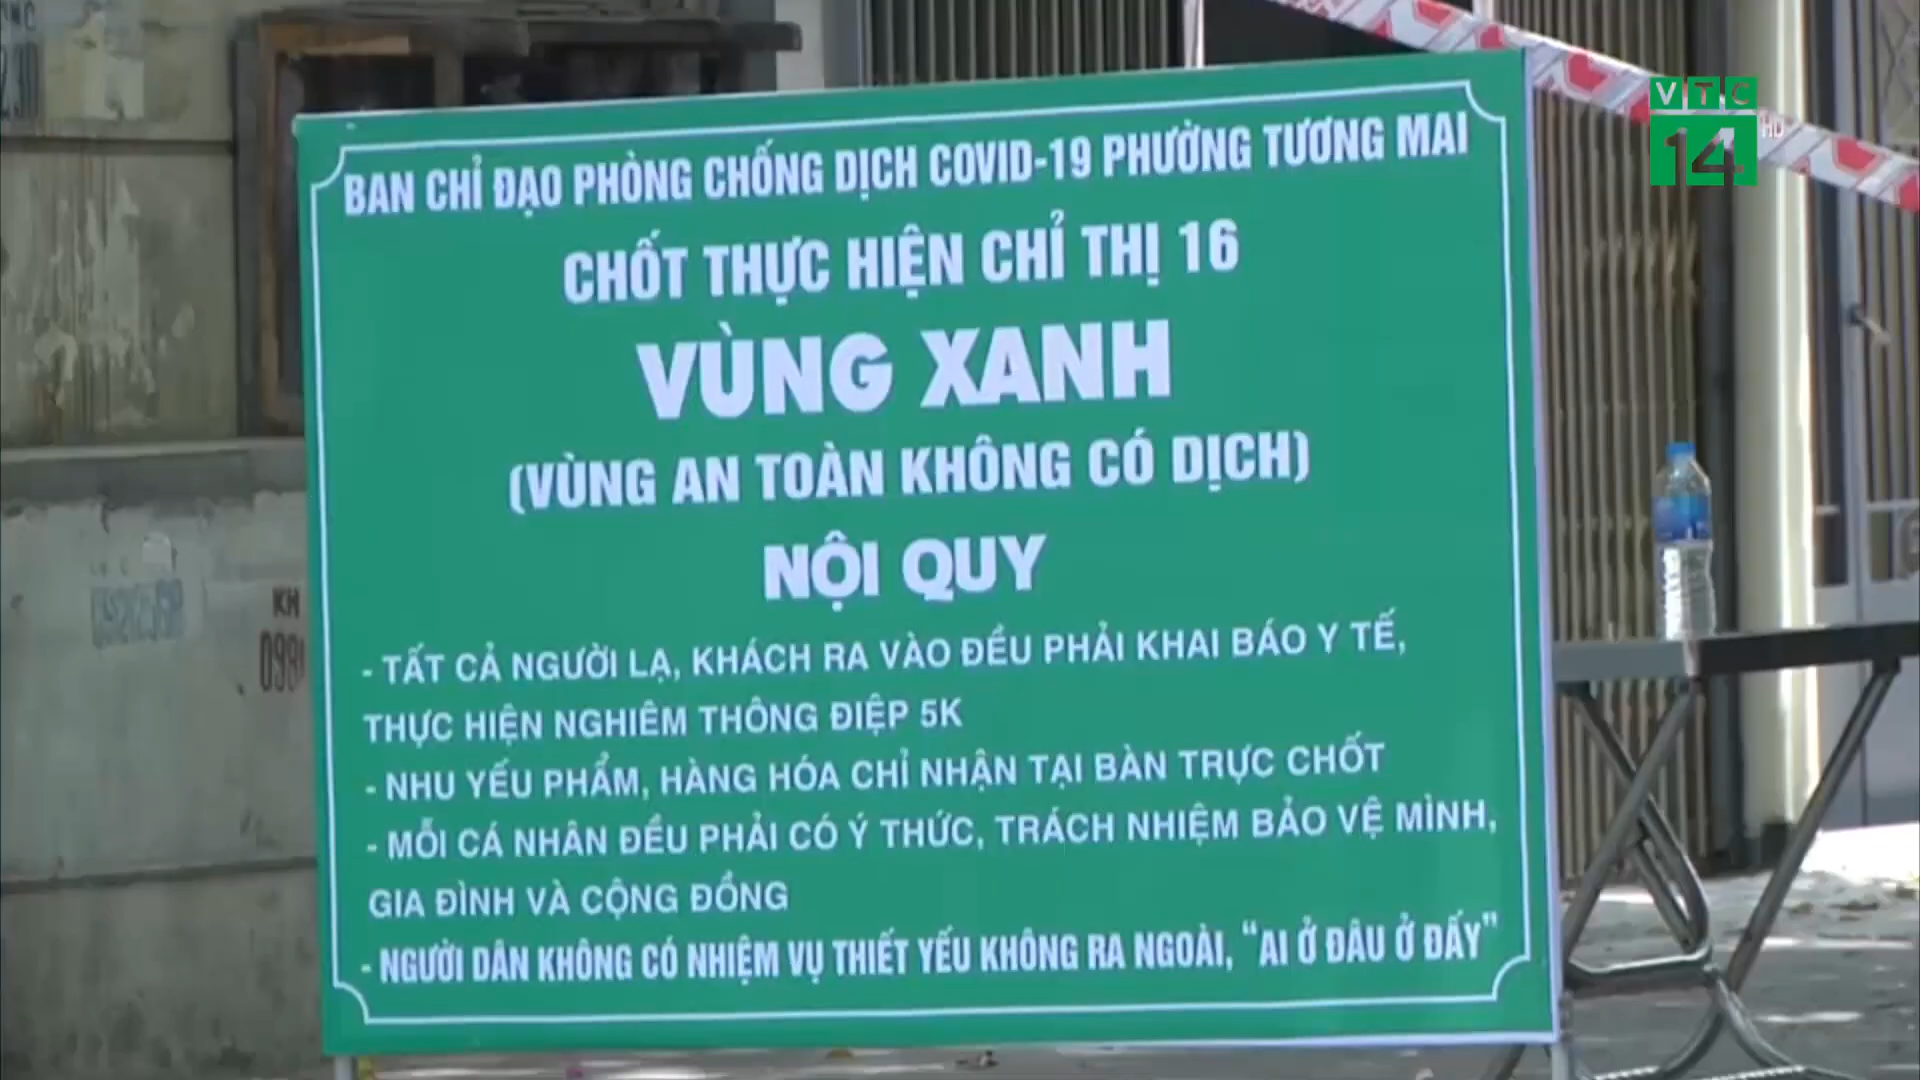 VTC
14 HD
BAN CHỈ ĐẠO PHÒNG CHỐNG DỊCH COVID-19 PHƯỜNG TƯƠNG MAI
CHỐT THỰC HIỆN CHỈ THỊ 16
VÙNG XANH
(VÙNG AN TOÀN KHÔNG CÓ DỊCH)
NỘI QUY
- TẤT CẢ NGƯỜI LẠ, KHÁCH RA VÀO ĐỀU PHẢI KHAI BÁO Y TẾ,
THỰC HIỆN NGHIÊM THÔNG ĐIỆP 5K
- NHU YẾU PHẨM, HÀNG HÓA CHỈ NHẬN TẠI BÀN TRỰC CHỐT
- MỖI CÁ NHÂN ĐỀU PHẢI CÓ Ý THỨC, TRÁCH NHIỆM BẢO VỆ MÌNH,
GIA ĐÌNH VÀ CỘNG ĐỒNG
- NGƯỜI DÂN KHÔNG CÓ NHIỆM VỤ THIẾT YẾU KHÔNG RA NGOÀI, “AI Ở ĐÂU Ở ĐẤY”
KH
098